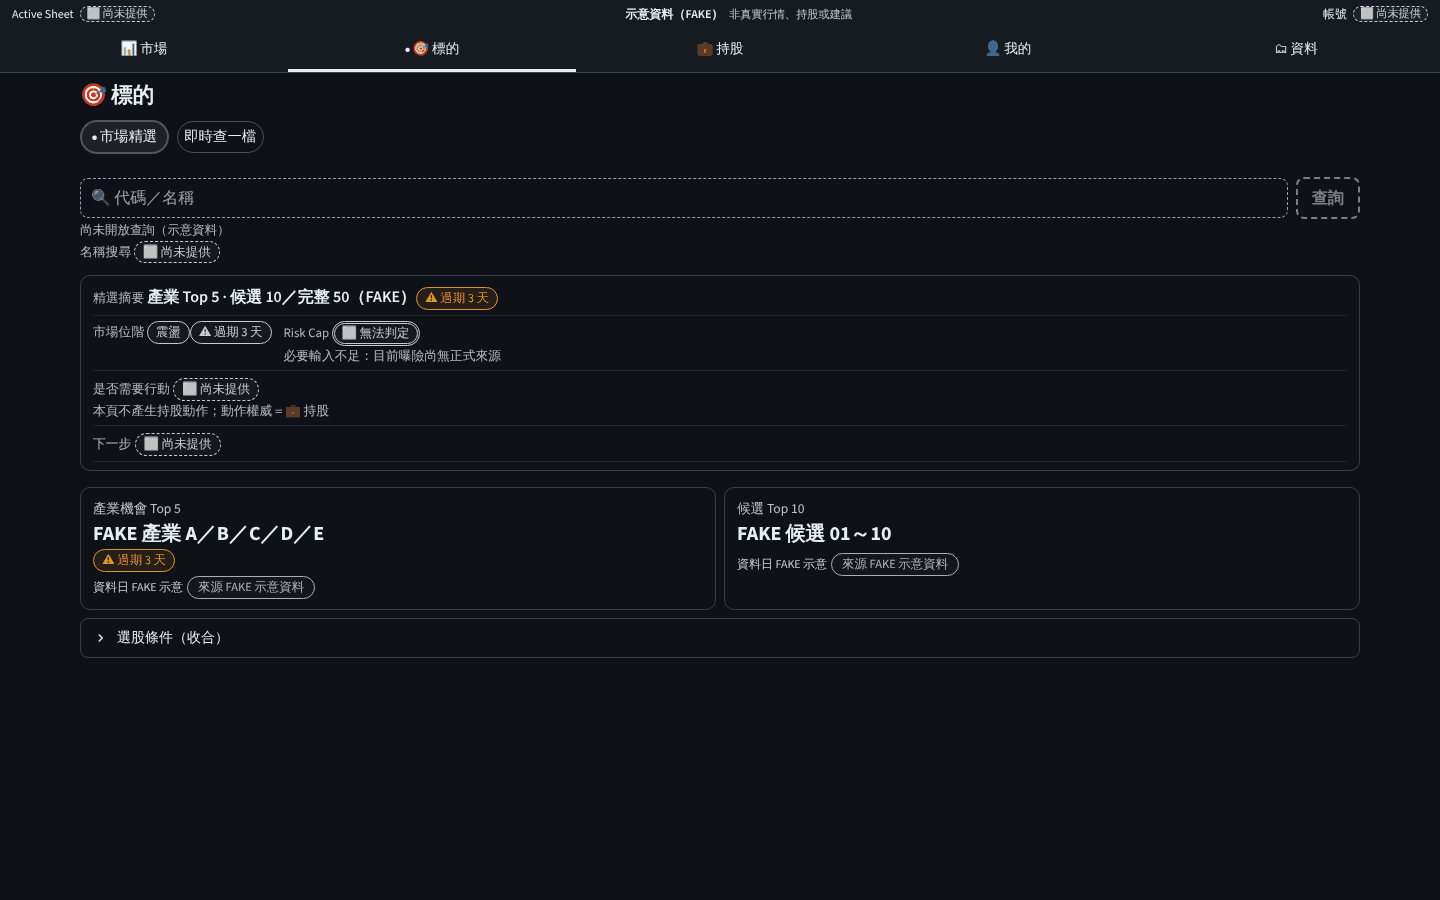 Active Sheet 尚未提供
示意資料（FAKE） 非真實行情、持股或建議
帳號 尚未提供
市場
標的
持股
我的
資料
標的
市場精選
即時查一檔
代碼／名稱
查詢
尚未開放查詢（示意資料）
名稱搜尋 尚未提供
精選摘要 產業 Top 5 · 候選 10／完整 50（FAKE） 過期 3 天
市場位階 震盪 過期 3 天 Risk Cap 無法判定
必要輸入不足：目前曝險尚無正式來源
是否需要行動 尚未提供
本頁不產生持股動作；動作權威＝ 持股
下一步 尚未提供
產業機會 Top 5
FAKE 產業 A／B／C／D／E
過期 3 天
資料日 FAKE 示意 來源 FAKE 示意資料
候選 Top 10
FAKE 候選 01～10
資料日 FAKE 示意 來源 FAKE 示意資料
選股條件（收合）